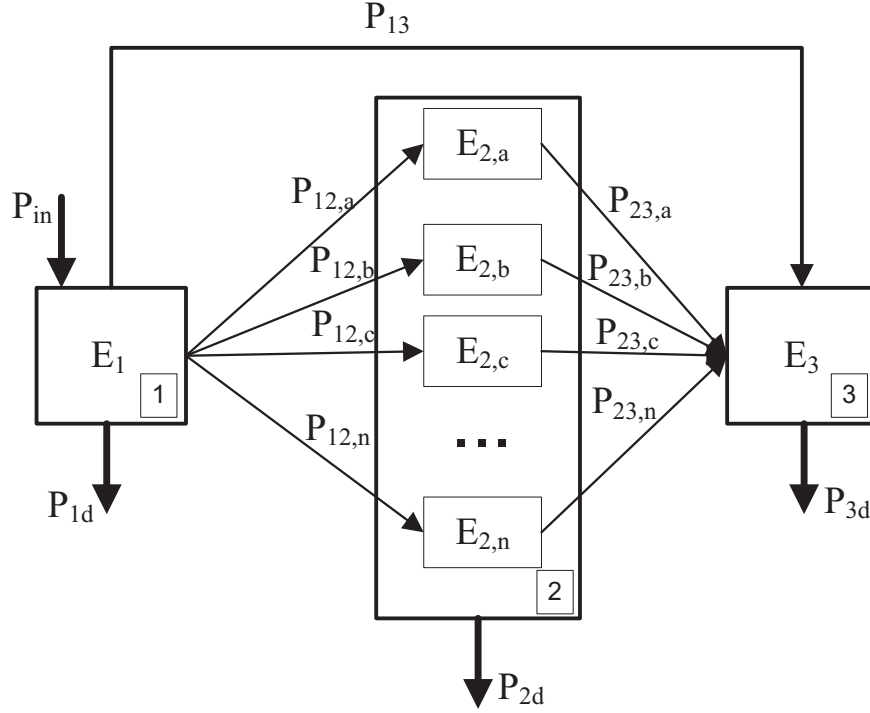 P13
E2,a
P12,a
P23,a
Pin
P12,b
E2,b
P23,b
E1
P12,c
E2,c
P23,c
E3
1
3
P12,n
P23,n
...
P1d
E2,n
P3d
2
P2d